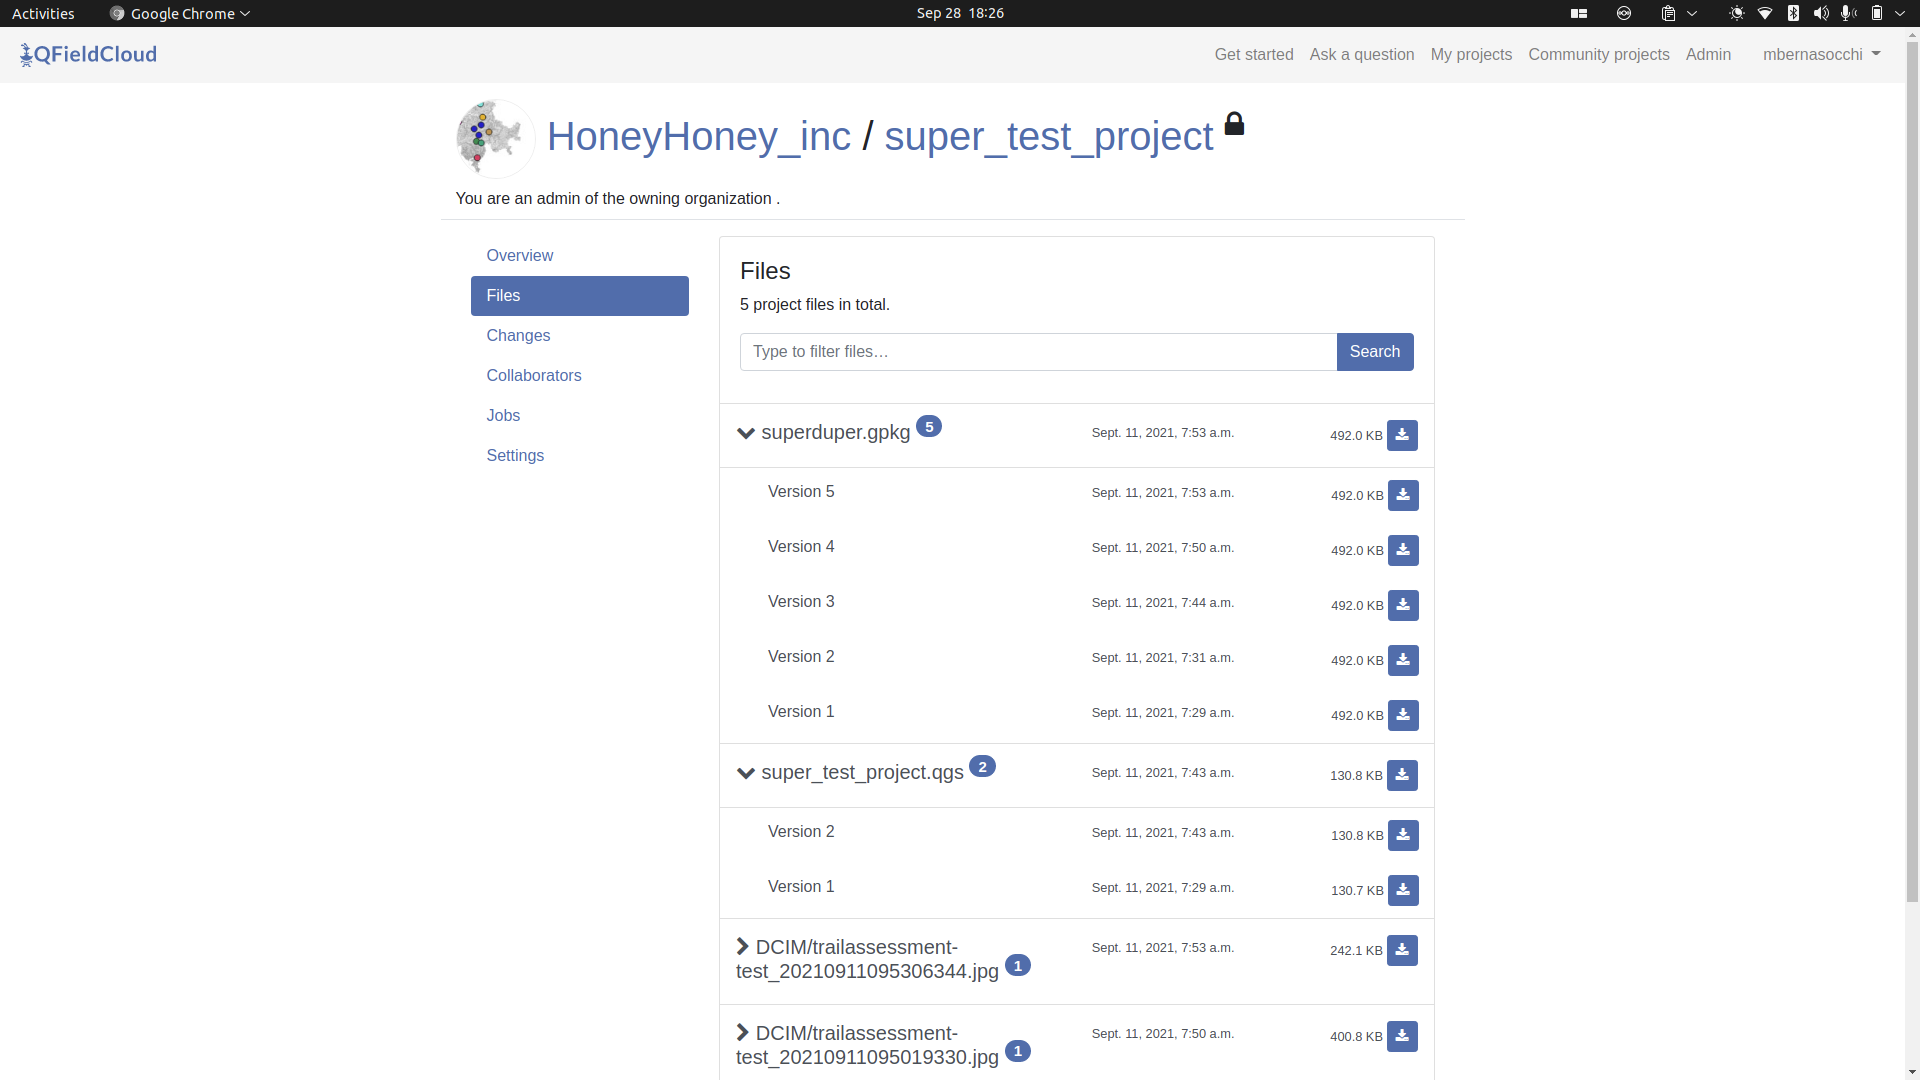 Activities Google Chrome Sep 28 18:26
QFieldCloud Get started Ask a question My projects Community projects Admin mbernasocchi
HoneyHoney_inc / super_test_project
You are an admin of the owning organization .
Overview
Files
Changes
Collaborators
Jobs
Settings
Files
5 project files in total.
Type to filter files… Search
superduper.gpkg 5 Sept. 11, 2021, 7:53 a.m. 492.0 KB
Version 5 Sept. 11, 2021, 7:53 a.m. 492.0 KB
Version 4 Sept. 11, 2021, 7:50 a.m. 492.0 KB
Version 3 Sept. 11, 2021, 7:44 a.m. 492.0 KB
Version 2 Sept. 11, 2021, 7:31 a.m. 492.0 KB
Version 1 Sept. 11, 2021, 7:29 a.m. 492.0 KB
super_test_project.qgs 2 Sept. 11, 2021, 7:43 a.m. 130.8 KB
Version 2 Sept. 11, 2021, 7:43 a.m. 130.8 KB
Version 1 Sept. 11, 2021, 7:29 a.m. 130.7 KB
DCIM/trailassessment- Sept. 11, 2021, 7:53 a.m. 242.1 KB
test_20210911095306344.jpg 1
DCIM/trailassessment- Sept. 11, 2021, 7:50 a.m. 400.8 KB
test_20210911095019330.jpg 1